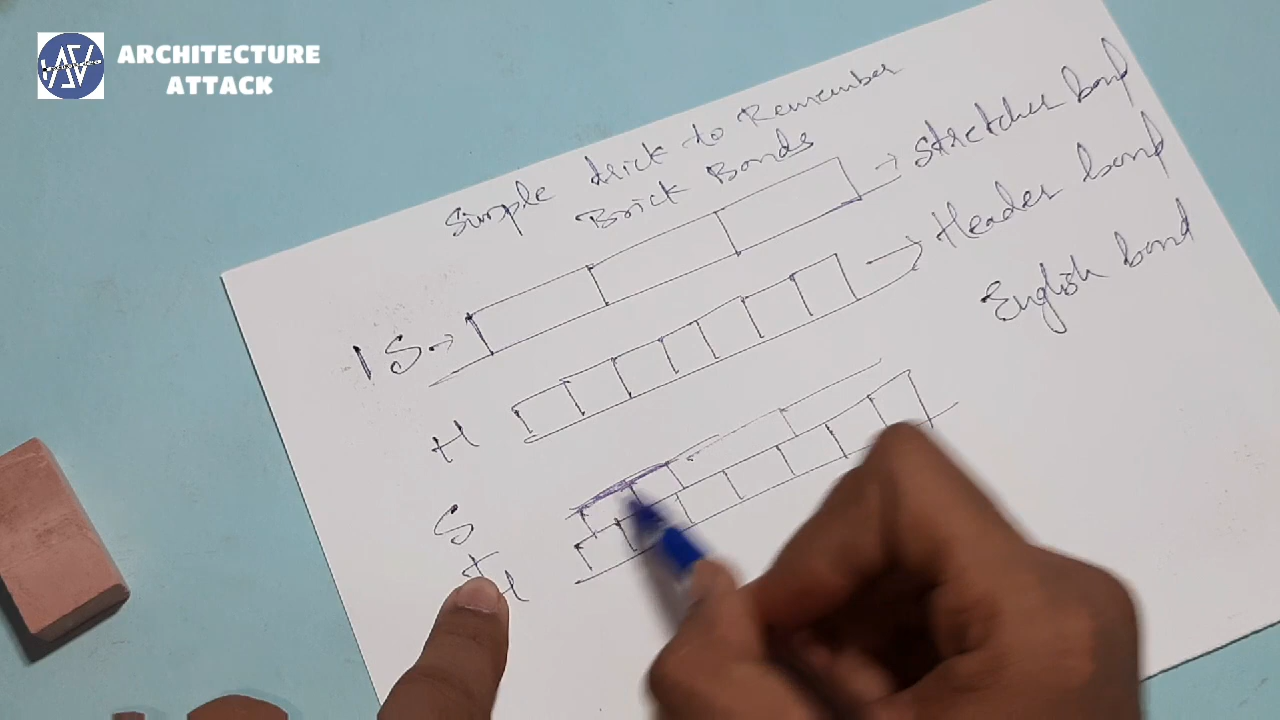 ARCHITECTURE
ATTACK
Simple trick to Remember
Brick Bonds
→ Stretcher bond
1 S →
→ Header bond
H
English bond
S
+
H